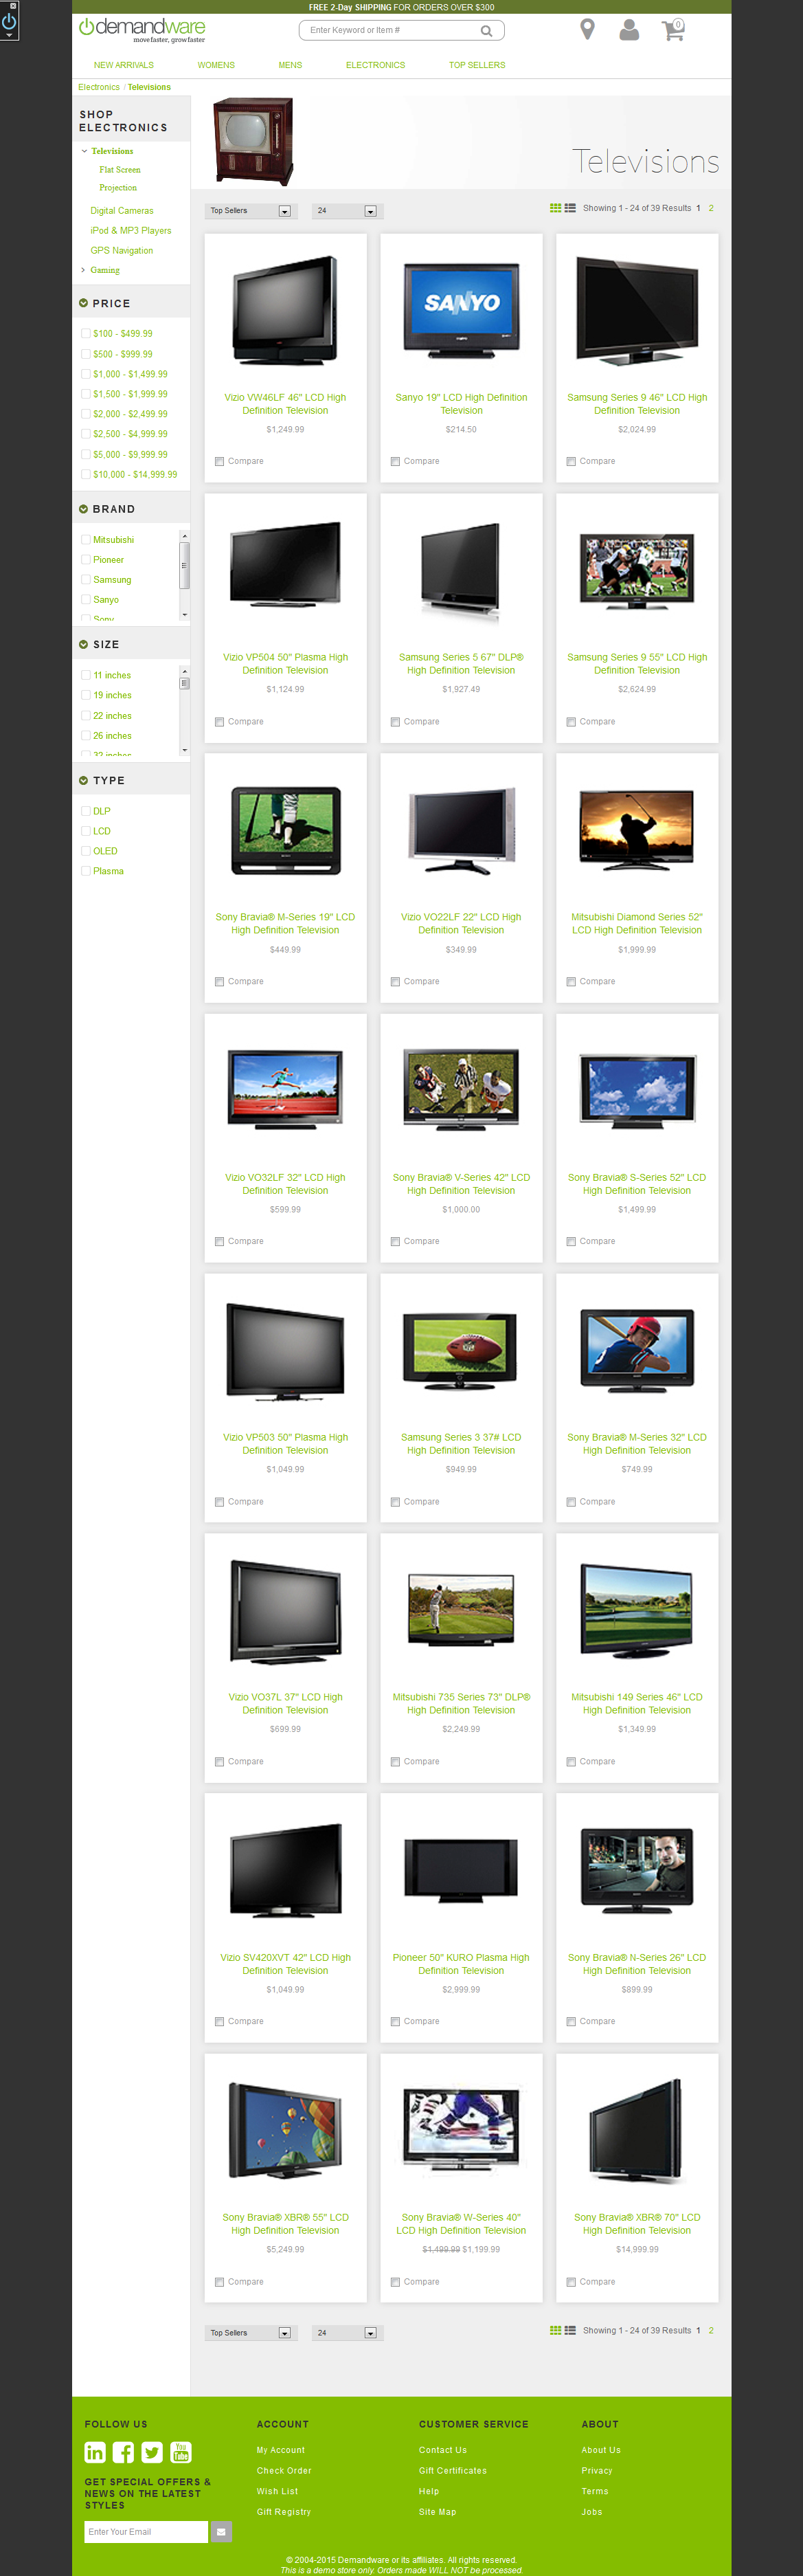 FREE 2-Day SHIPPING FOR ORDERS OVER $300
demandware
move faster, grow faster
Enter Keyword or Item #
0
NEW ARRIVALS WOMENS MENS ELECTRONICS TOP SELLERS
Electronics / Televisions
SHOP
ELECTRONICS
Televisions
Flat Screen
Projection
Digital Cameras
iPod & MP3 Players
GPS Navigation
Gaming
PRICE
$100 - $499.99
$500 - $999.99
$1,000 - $1,499.99
$1,500 - $1,999.99
$2,000 - $2,499.99
$2,500 - $4,999.99
$5,000 - $9,999.99
$10,000 - $14,999.99
BRAND
Mitsubishi
Pioneer
Samsung
Sanyo
Sony
SIZE
11 inches
19 inches
22 inches
26 inches
32 inches
TYPE
DLP
LCD
OLED
Plasma
Televisions
Top Sellers 24 Showing 1 - 24 of 39 Results 1 2
SANYO
Vizio VW46LF 46" LCD High
Definition Television
$1,249.99
Compare
Sanyo 19" LCD High Definition
Television
$214.50
Compare
Samsung Series 9 46" LCD High
Definition Television
$2,024.99
Compare
Vizio VP504 50" Plasma High
Definition Television
$1,124.99
Compare
Samsung Series 5 67" DLP®
High Definition Television
$1,927.49
Compare
Samsung Series 9 55" LCD High
Definition Television
$2,624.99
Compare
Sony Bravia® M-Series 19" LCD
High Definition Television
$449.99
Compare
Vizio VO22LF 22" LCD High
Definition Television
$349.99
Compare
Mitsubishi Diamond Series 52"
LCD High Definition Television
$1,999.99
Compare
Vizio VO32LF 32" LCD High
Definition Television
$599.99
Compare
Sony Bravia® V-Series 42" LCD
High Definition Television
$1,000.00
Compare
Sony Bravia® S-Series 52" LCD
High Definition Television
$1,499.99
Compare
Vizio VP503 50" Plasma High
Definition Television
$1,049.99
Compare
Samsung Series 3 37# LCD
High Definition Television
$949.99
Compare
Sony Bravia® M-Series 32" LCD
High Definition Television
$749.99
Compare
Vizio VO37L 37" LCD High
Definition Television
$699.99
Compare
Mitsubishi 735 Series 73" DLP®
High Definition Television
$2,249.99
Compare
Mitsubishi 149 Series 46" LCD
High Definition Television
$1,349.99
Compare
Vizio SV420XVT 42" LCD High
Definition Television
$1,049.99
Compare
Pioneer 50" KURO Plasma High
Definition Television
$2,999.99
Compare
Sony Bravia® N-Series 26" LCD
High Definition Television
$899.99
Compare
Sony Bravia® XBR® 55" LCD
High Definition Television
$5,249.99
Compare
Sony Bravia® W-Series 40"
LCD High Definition Television
$1,499.99 $1,199.99
Compare
Sony Bravia® XBR® 70" LCD
High Definition Television
$14,999.99
Compare
Top Sellers 24 Showing 1 - 24 of 39 Results 1 2
FOLLOW US
in f You Tube
GET SPECIAL OFFERS &
NEWS ON THE LATEST
STYLES
Enter Your Email
ACCOUNT
My Account
Check Order
Wish List
Gift Registry
CUSTOMER SERVICE
Contact Us
Gift Certificates
Help
Site Map
ABOUT
About Us
Privacy
Terms
Jobs
© 2004-2015 Demandware or its affiliates. All rights reserved.
This is a demo store only. Orders made WILL NOT be processed.